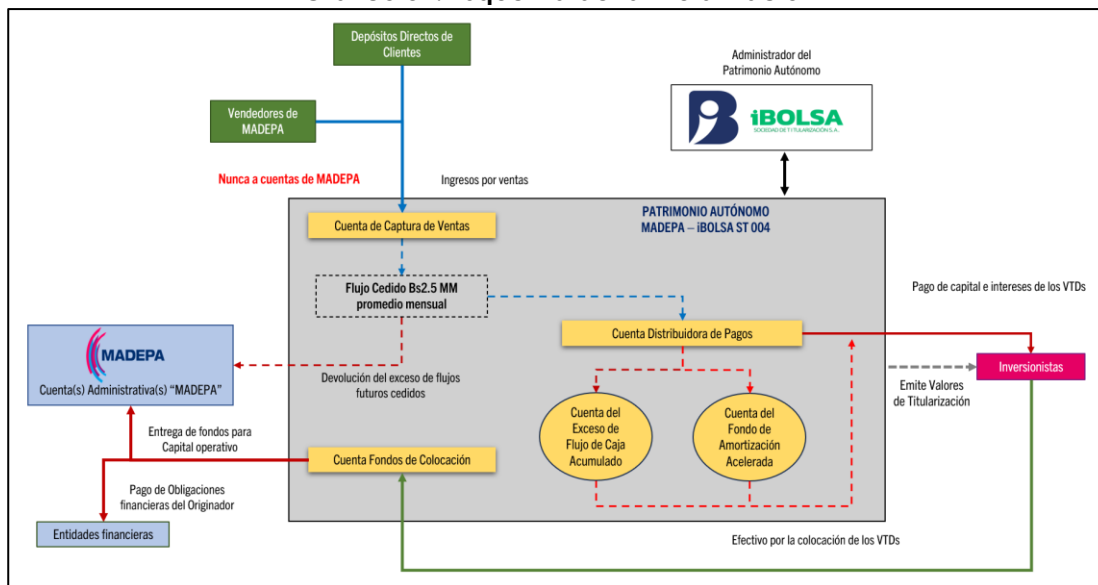 Depósitos Directos de
Clientes
Administrador del
Patrimonio Autónomo
Vendedores de
MADEPA
iBOLSA
SOCIEDAD DE TITULARIZACIÓN S.A.
Nunca a cuentas de MADEPA
Ingresos por ventas
PATRIMONIO AUTÓNOMO
MADEPA – iBOLSA ST 004
Cuenta de Captura de Ventas
Flujo Cedido Bs2.5 MM
promedio mensual
Pago de capital e intereses de los VTDs
Cuenta Distribuidora de Pagos
MADEPA
Cuenta(s) Administrativa(s) “MADEPA”
Devolución del exceso de flujos
futuros cedidos
Inversionistas
Emite Valores
de Titularización
Cuenta del
Exceso de
Flujo de Caja
Acumulado
Cuenta del
Fondo de
Amortización
Acelerada
Entrega de fondos para
Capital operativo
Cuenta Fondos de Colocación
Pago de Obligaciones
financieras del Originador
Entidades financieras
Efectivo por la colocación de los VTDs